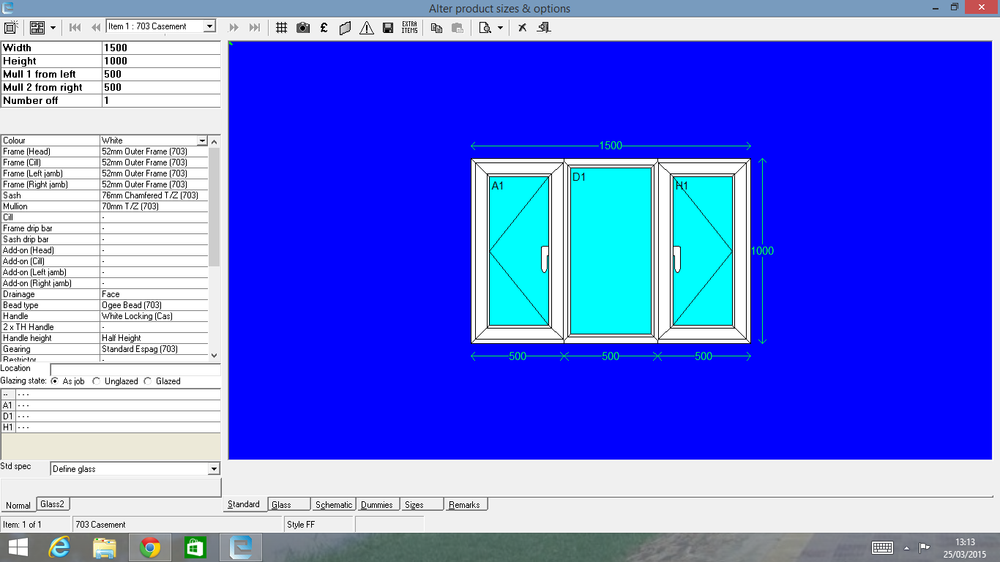 Alter product sizes & options
Item 1 : 703 Casement
£
EXTRA
ITEMS
Width 1500
Height 1000
Mull 1 from left 500
Mull 2 from right 500
Number off 1
Colour White
Frame (Head) 52mm Outer Frame (703)
Frame (Cill) 52mm Outer Frame (703)
Frame (Left jamb) 52mm Outer Frame (703)
Frame (Right jamb) 52mm Outer Frame (703)
Sash 76mm Chamfered T/Z (703)
Mullion 70mm T/Z (703)
Cill -
Frame drip bar -
Sash drip bar -
Add-on (Head) -
Add-on (Cill) -
Add-on (Left jamb) -
Add-on (Right jamb) -
Drainage Face
Bead type Ogee Bead (703)
Handle White Locking (Cas)
2 x TH Handle -
Handle height Half Height
Gearing Standard Espag (703)
Restrictor -
Location
Glazing state: As job Unglazed Glazed
-- - - -
A1 - - -
D1 - - -
H1 - - -
Std spec Define glass
Normal Glass2
1500
A1 D1 H1
1000
500 500 500
Standard Glass Schematic Dummies Sizes Remarks
Item: 1 of 1 703 Casement Style FF
13:13
25/03/2015